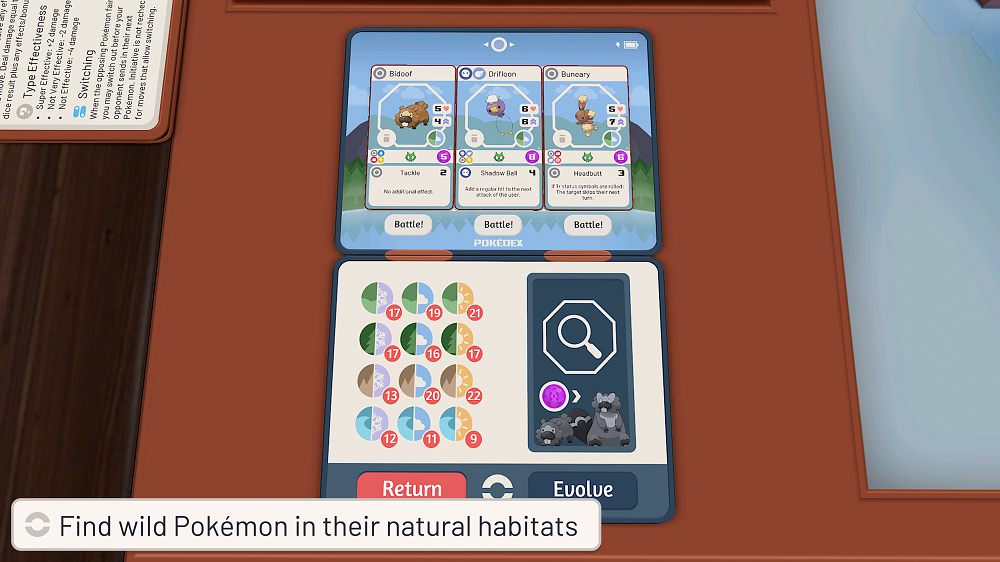 move. Deal damage equal
dice result plus any effects/bonu
Type Effectiveness
• Super Effective: +2 damage
• Not Very Effective: -2 damage
• Not Effective: -4 damage
Switching
When the opposing Pokémon fair
you may switch out before your
opponent sends in their next
Pokémon. Initiative is not rechec
for moves that allow switching.
Bidoof
5
4
5
Tackle 2
No additional effect.
Drifloon
6
8
8
Shadow Ball 4
Add a regular hit to the next
attack of the user.
Buneary
5
7
6
Headbutt 3
If 1+ status symbols are rolled:
The target skips their next
turn.
Battle! Battle! Battle!
POKÉDEX
17 19 21
17 16 17
13 20 22
12 11 9
Return Evolve
Find wild Pokémon in their natural habitats